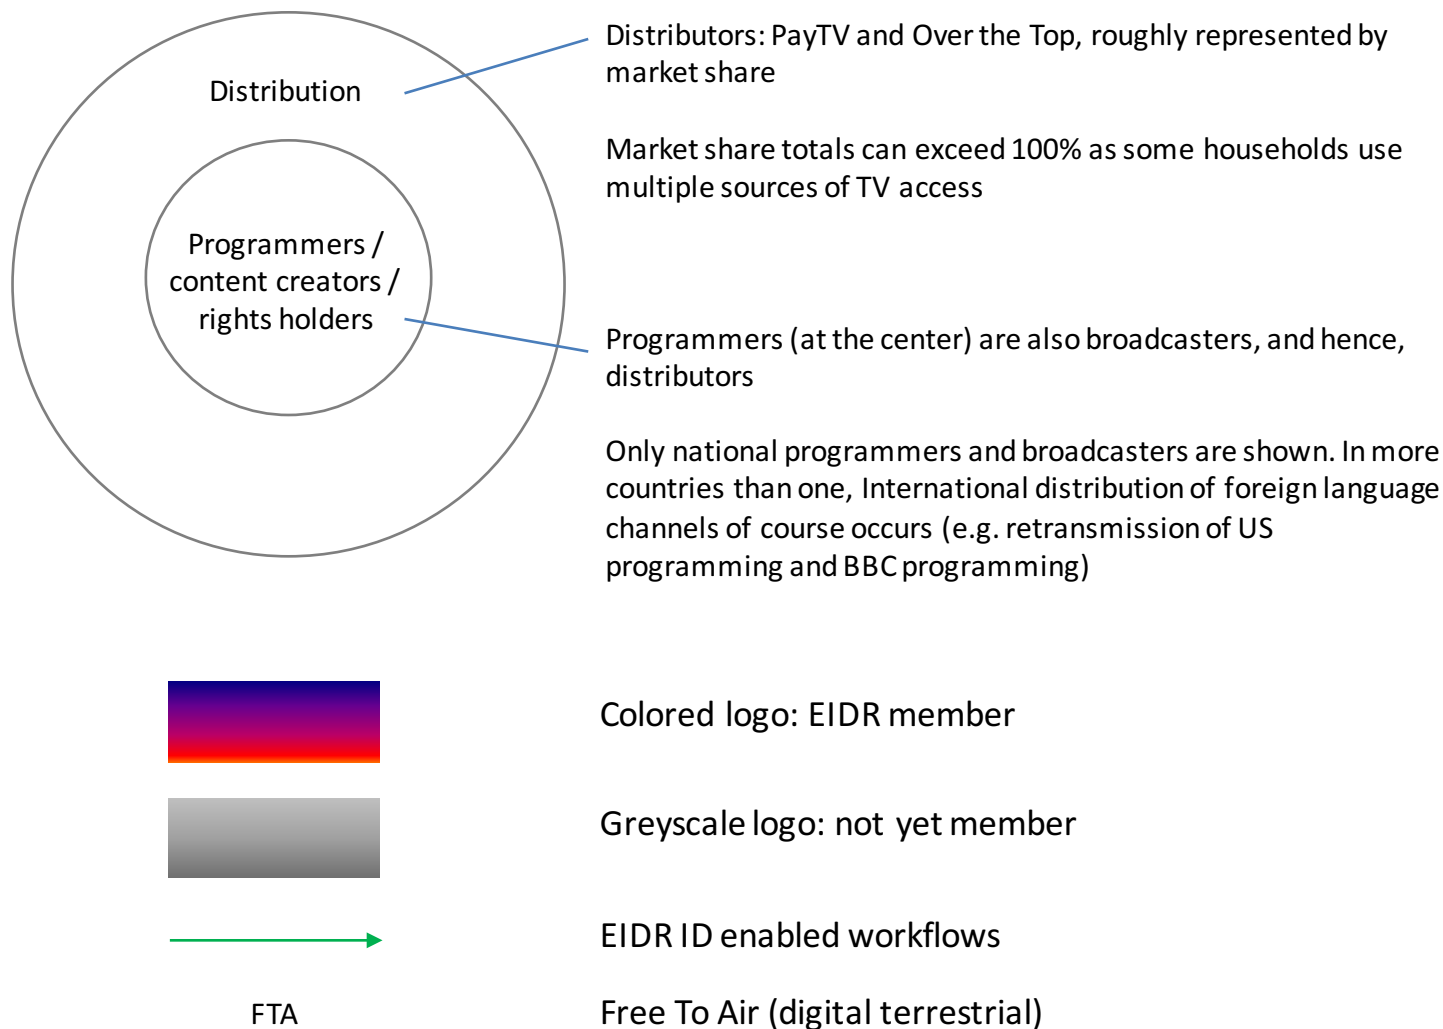 Distribution
Programmers /
content creators /
rights holders
Distributors: PayTV and Over the Top, roughly represented by
market share
Market share totals can exceed 100% as some households use
multiple sources of TV access
Programmers (at the center) are also broadcasters, and hence,
distributors
Only national programmers and broadcasters are shown. In more
countries than one, International distribution of foreign language
channels of course occurs (e.g. retransmission of US
programming and BBC programming)
Colored logo: EIDR member
Greyscale logo: not yet member
EIDR ID enabled workflows
FTA
Free To Air (digital terrestrial)